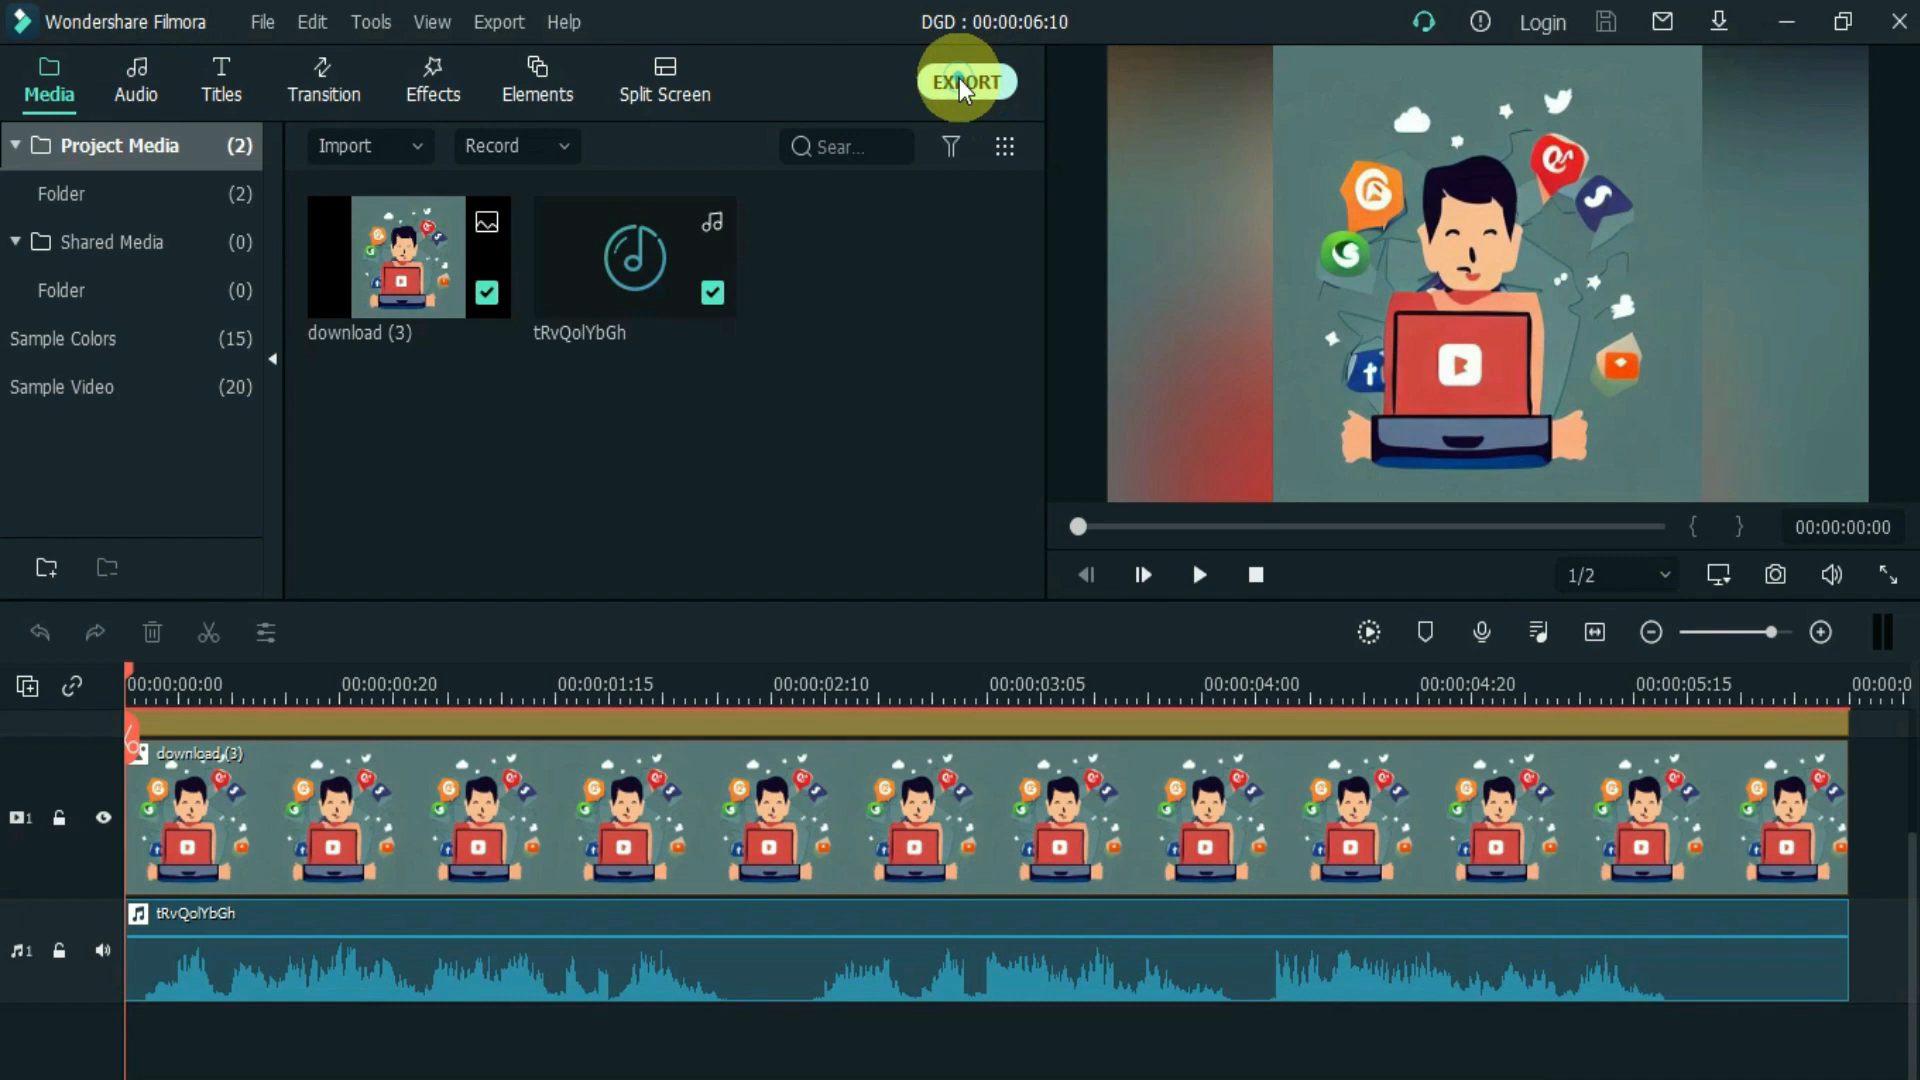 Wondershare Filmora File Edit Tools View Export Help DGD : 00:00:06:10 Login
Media Audio Titles Transition Effects Elements Split Screen EXPORT
Project Media (2)
Folder (2)
Shared Media (0)
Folder (0)
Sample Colors (15)
Sample Video (20)
Import Record Sear...
download (3) tRvQolYbGh
00:00:00:00
1/2
00:00:00:00 00:00:00:20 00:00:01:15 00:00:02:10 00:00:03:05 00:00:04:00 00:00:04:20 00:00:05:15 00:00:0
download (3)
1
tRvQolYbGh
1